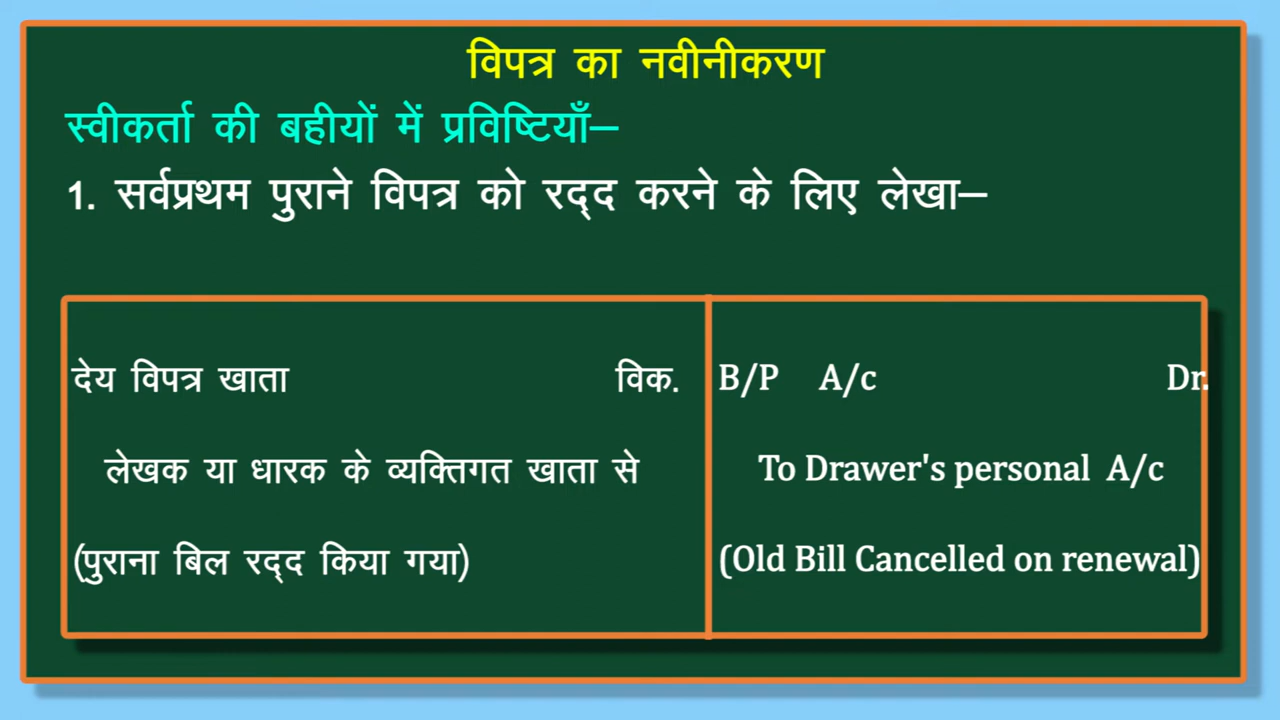 विपत्र का नवीनीकरण
स्वीकर्ता की बहीयों में प्रविष्टियाँ–
1. सर्वप्रथम पुराने विपत्र को रद्द करने के लिए लेखा–
देय विपत्र खाता विक.
लेखक या धारक के व्यक्तिगत खाता से
(पुराना बिल रद्द किया गया)
B/P A/c Dr.
To Drawer's personal A/c
(Old Bill Cancelled on renewal)